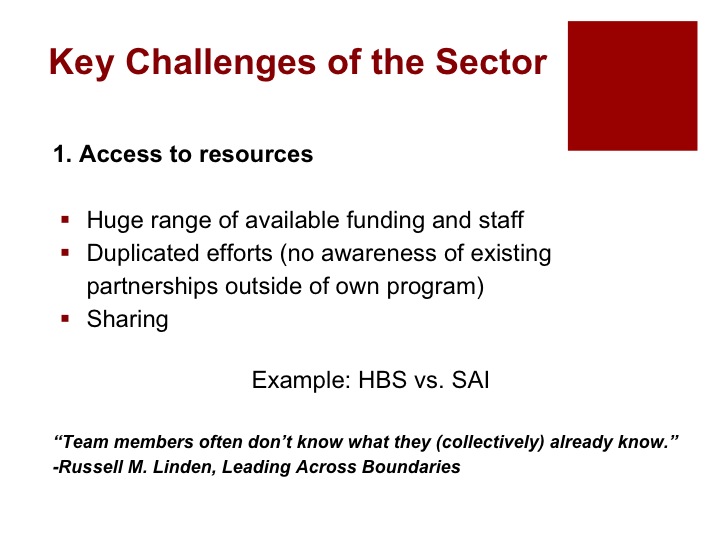 Key Challenges of the Sector
1. Access to resources
▪ Huge range of available funding and staff
▪ Duplicated efforts (no awareness of existing
partnerships outside of own program)
▪ Sharing
Example: HBS vs. SAI
“Team members often don’t know what they (collectively) already know.”
-Russell M. Linden, Leading Across Boundaries